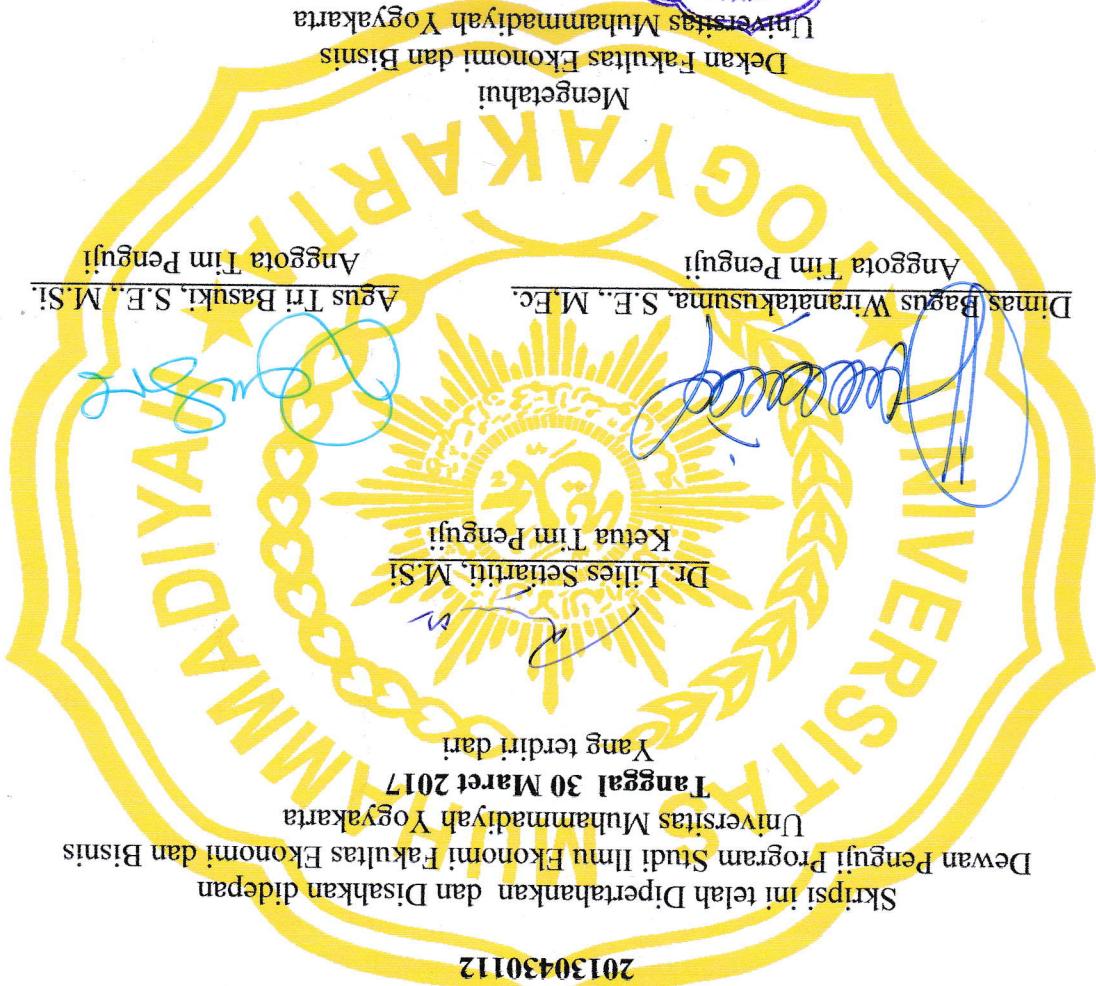 20130430112
Skripsi ini telah Dipertahankan dan Disahkan didepan
Dewan Penguji Program Studi Ilmu Ekonomi Fakultas Ekonomi dan Bisnis
Universitas Muhammadiyah Yogyakarta
Tanggal 30 Maret 2017
Yang terdiri dari
Dr. Lilies Setiartiti, M.Si
Ketua Tim Penguji
Agus Tri Basuki, S.E., M.Si.
Anggota Tim Penguji
Dimas Bagus Wiranatakusuma, S.E., M.Ec.
Anggota Tim Penguji
Mengetahui
Dekan Fakultas Ekonomi dan Bisnis
Universitas Muhammadiyah Yogyakarta
UNIVERSITAS MUHAMMADIYAH
YOGYAKARTA